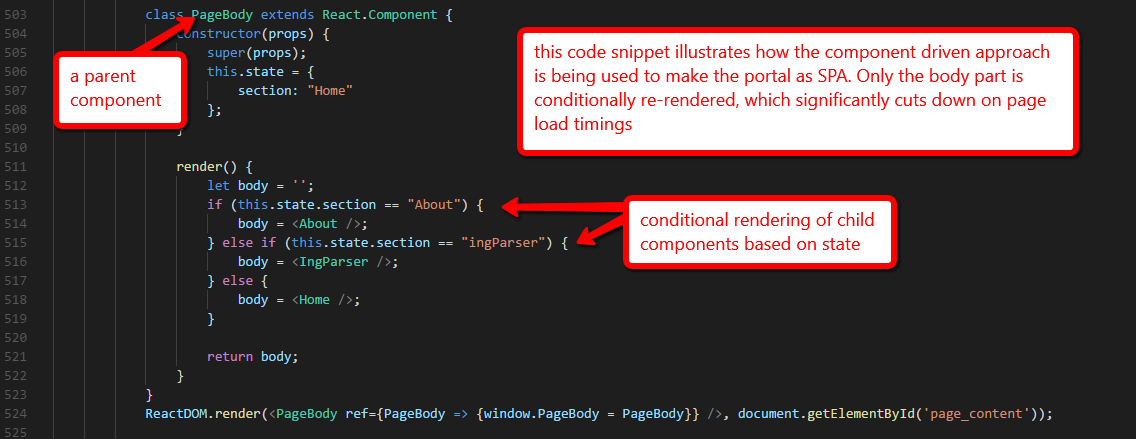 503 class PageBody extends React.Component {
504 constructor(props) {
505 super(props);
506 this.state = {
507 section: "Home"
508 };
509 }
510
511 render() {
512 let body = '';
513 if (this.state.section == "About") {
514 body = <About />;
515 } else if (this.state.section == "ingParser") {
516 body = <IngParser />;
517 } else {
518 body = <Home />;
519 }
520
521 return body;
522 }
523 }
524 ReactDOM.render(<PageBody ref={PageBody => {window.PageBody = PageBody}} />, document.getElementById('page_content'));
525
a parent
component
this code snippet illustrates how the component driven approach
is being used to make the portal as SPA. Only the body part is
conditionally re-rendered, which significantly cuts down on page
load timings
conditional rendering of child
components based on state